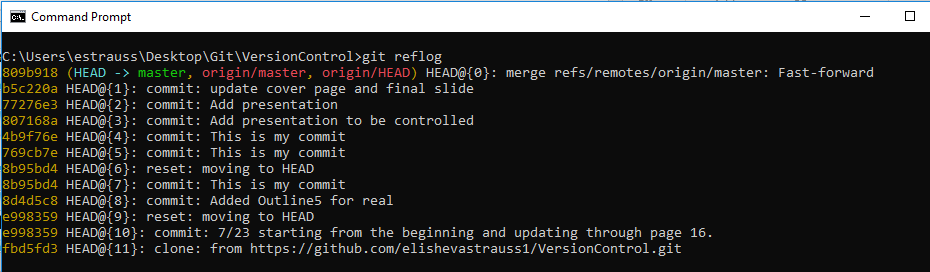 Command Prompt
C:\Users\estrauss\Desktop\Git\VersionControl>git reflog
809b918 (HEAD -> master, origin/master, origin/HEAD) HEAD@{0}: merge refs/remotes/origin/master: Fast-forward
b5c220a HEAD@{1}: commit: update cover page and final slide
77276e3 HEAD@{2}: commit: Add presentation
807168a HEAD@{3}: commit: Add presentation to be controlled
4b9f76e HEAD@{4}: commit: This is my commit
769cb7e HEAD@{5}: commit: This is my commit
8b95bd4 HEAD@{6}: reset: moving to HEAD
8b95bd4 HEAD@{7}: commit: This is my commit
8d4d5c8 HEAD@{8}: commit: Added Outline5 for real
e998359 HEAD@{9}: reset: moving to HEAD
e998359 HEAD@{10}: commit: 7/23 starting from the beginning and updating through page 16.
fbd5fd3 HEAD@{11}: clone: from https://github.com/elishevastrauss1/VersionControl.git